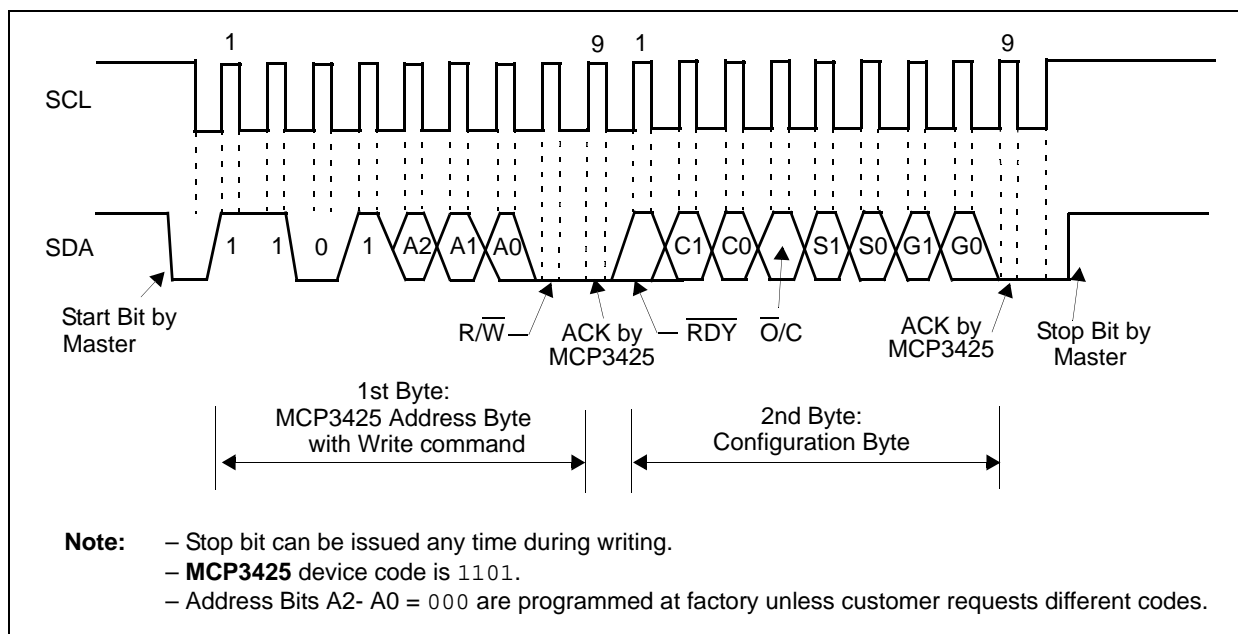 1 9 1 9
SCL
SDA 1 1 0 1 A2 A1 A0 C1 C0 S1 S0 G1 G0
Start Bit by
Master
R/W̅
ACK by
MCP3425
R̅D̅Y̅
O̅/C
ACK by
MCP3425
Stop Bit by
Master
1st Byte:
MCP3425 Address Byte
with Write command
2nd Byte:
Configuration Byte
Note: – Stop bit can be issued any time during writing.
– MCP3425 device code is 1101.
– Address Bits A2- A0 = 000 are programmed at factory unless customer requests different codes.